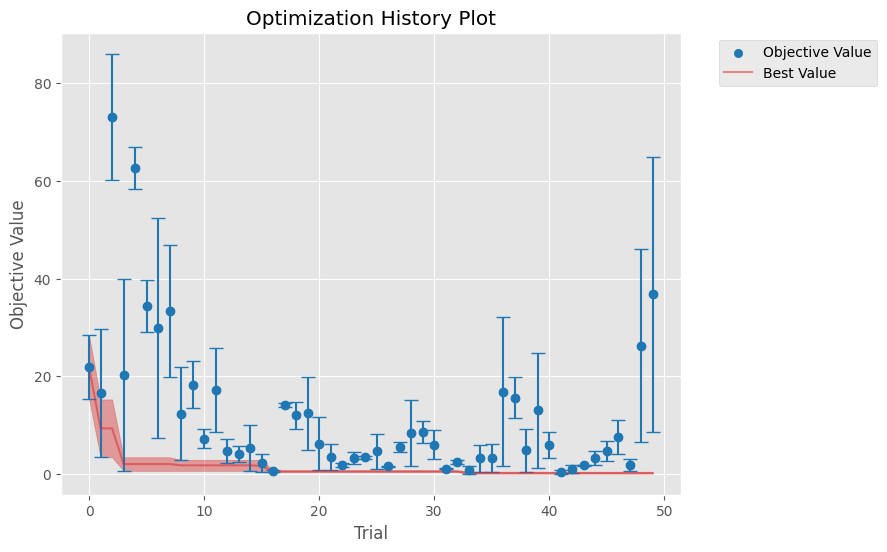 Optimization History Plot
Objective Value
Best Value
Objective Value
80
60
40
20
0
0 10 20 30 40 50
Trial